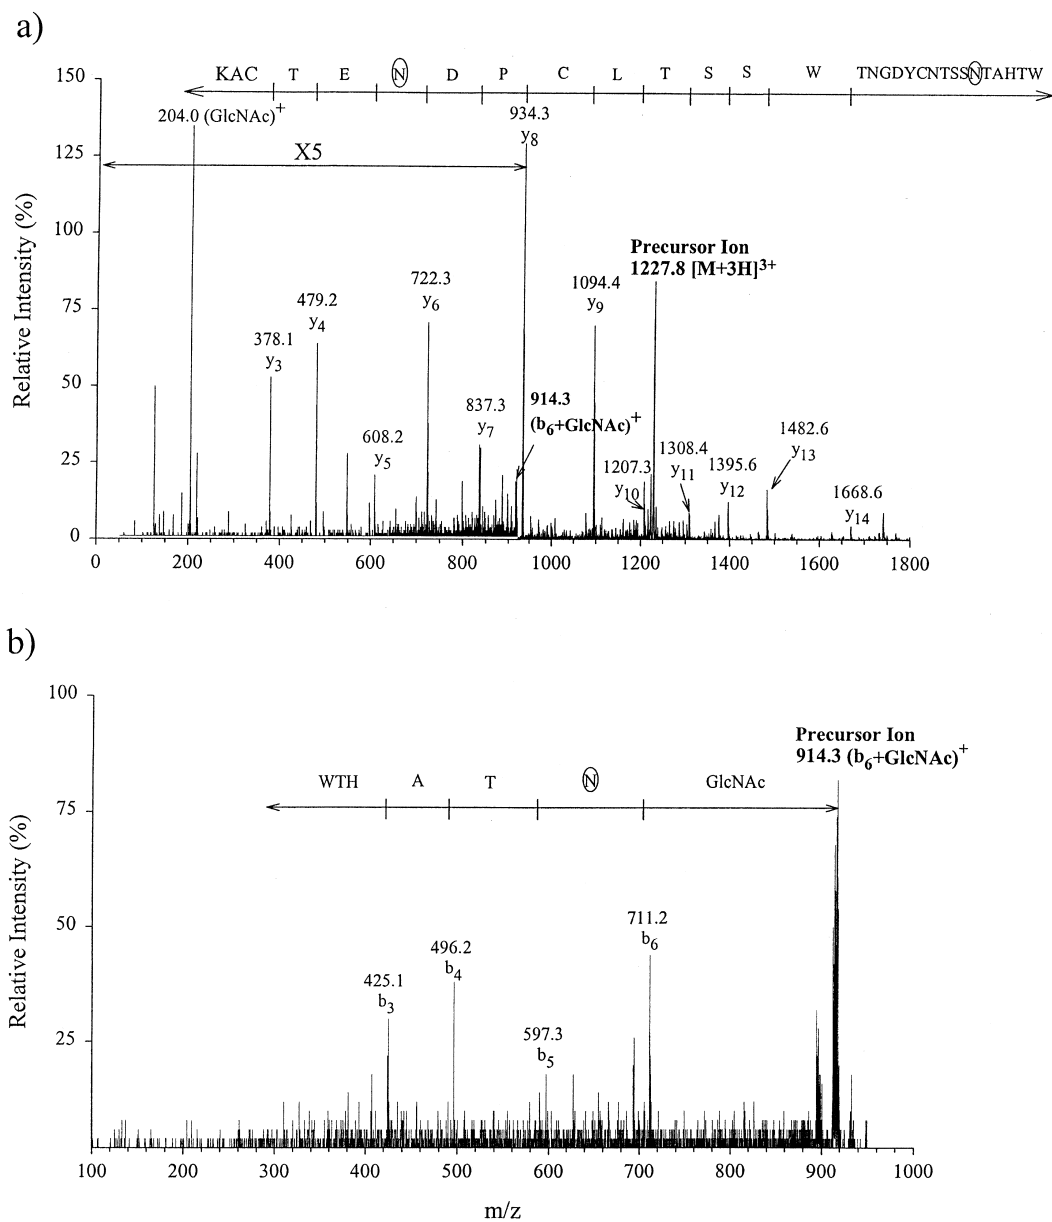 a)
150
125
100
75
50
25
0
Relative Intensity (%)
KAC T E N D P C L T S S W TNGDYCNTSSNTAHTW
204.0 (GlcNAc)+
X5
934.3
y8
Precursor Ion
1227.8 [M+3H]3+
378.1
y3
479.2
y4
608.2
y5
722.3
y6
837.3
y7
914.3
(b6+GlcNAc)+
1094.4
y9
1207.3
y10
1308.4
y11
1395.6
y12
1482.6
y13
1668.6
y14
0 200 400 600 800 1000 1200 1400 1600 1800
b)
100
75
50
25
Relative Intensity (%)
Precursor Ion
914.3 (b6+GlcNAc)+
WTH A T N GlcNAc
425.1
b3
496.2
b4
597.3
b5
711.2
b6
100 200 300 400 500 600 700 800 900 1000
m/z